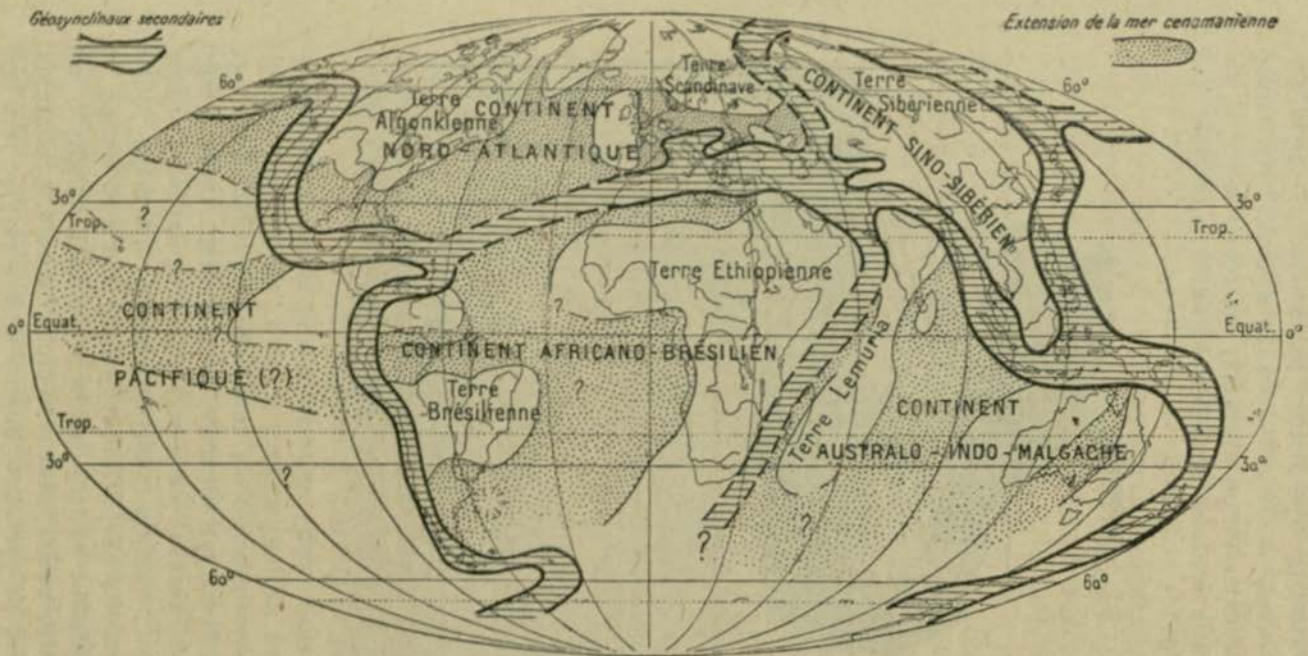 Géosynclinaux secondaires
Extension de la mer cenomanienne
60°
60°
Terre Scandinave
Terre Algonkienne
CONTINENT
NORD-ATLANTIQUE
CONTINENT SINO-SIBÉRIEN
Terre Sibérienne
30°
30°
?
Trop.
Trop.
?
Terre Ethiopienne
CONTINENT
PACIFIQUE (?)
?
?
0° Equat.
Equat. 0°
CONTINENT AFRICANO-BRÉSILIEN
Terre Brésilienne
?
Terre Lemuria
CONTINENT
AUSTRALO-INDO-MALGACHE
Trop.
30°
30°
?
?
?
60°
60°